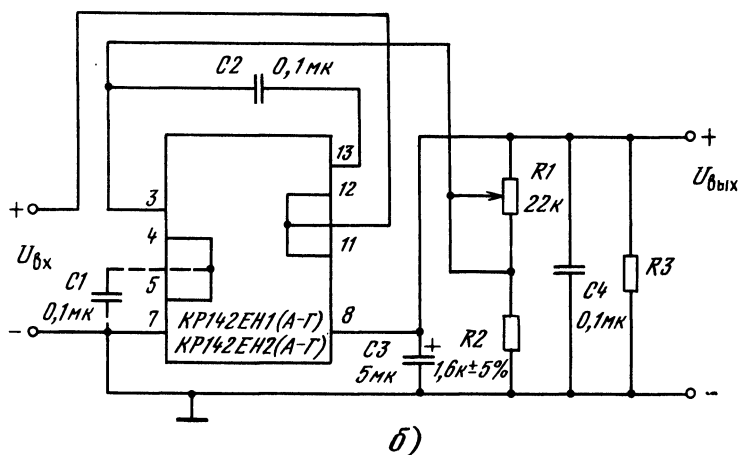 C2 0,1мк
13
12
11
3
4
5
7
8
+
Uвх
−
C1
0,1мк
КР142ЕН1(А-Г)
КР142ЕН2(А-Г)
+
C3
5мк
R1
22к
R2
1,6к±5%
C4
0,1мк
R3
+
Uвых
-
б)